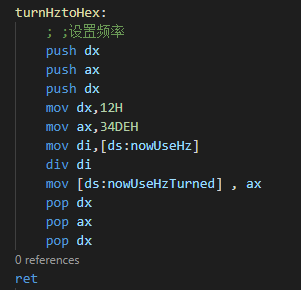 turnHztoHex:
; ;设置频率
push dx
push ax
push dx
mov dx,12H
mov ax,34DEH
mov di,[ds:nowUseHz]
div di
mov [ds:nowUseHzTurned] , ax
pop dx
pop ax
pop dx
0 references
ret